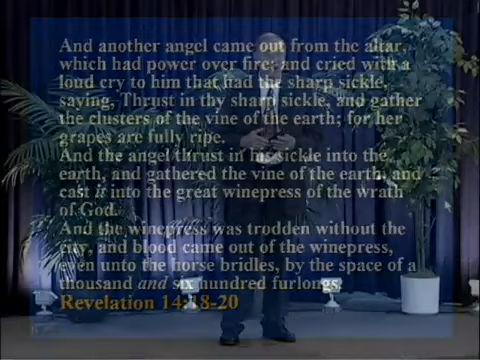 And another angel came out from the altar,
which had power over fire; and cried with a
loud cry to him that had the sharp sickle,
saying, Thrust in thy sharp sickle, and gather
the clusters of the vine of the earth; for her
grapes are fully ripe.
And the angel thrust in his sickle into the
earth, and gathered the vine of the earth, and
cast it into the great winepress of the wrath
of God.
And the winepress was trodden without the
city, and blood came out of the winepress,
even unto the horse bridles, by the space of a
thousand and six hundred furlongs.
Revelation 14:18-20